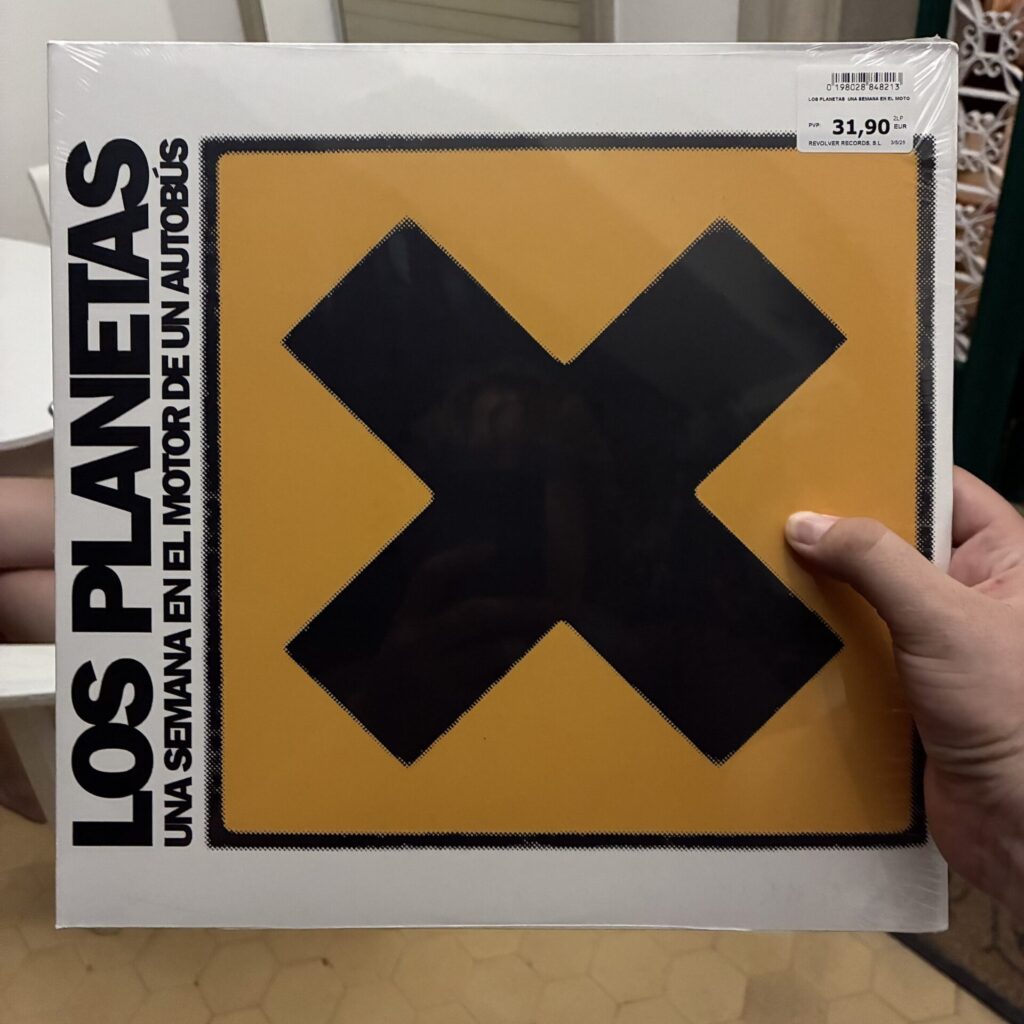 LOS PLANETAS
UNA SEMANA EN EL MOTOR DE UN AUTOBÚS
0 198028 848213
LOS PLANETAS UNA SEMANA EN EL MOTO
PVP: 31,90 2LP EUR
REVOLVER RECORDS, S.L.